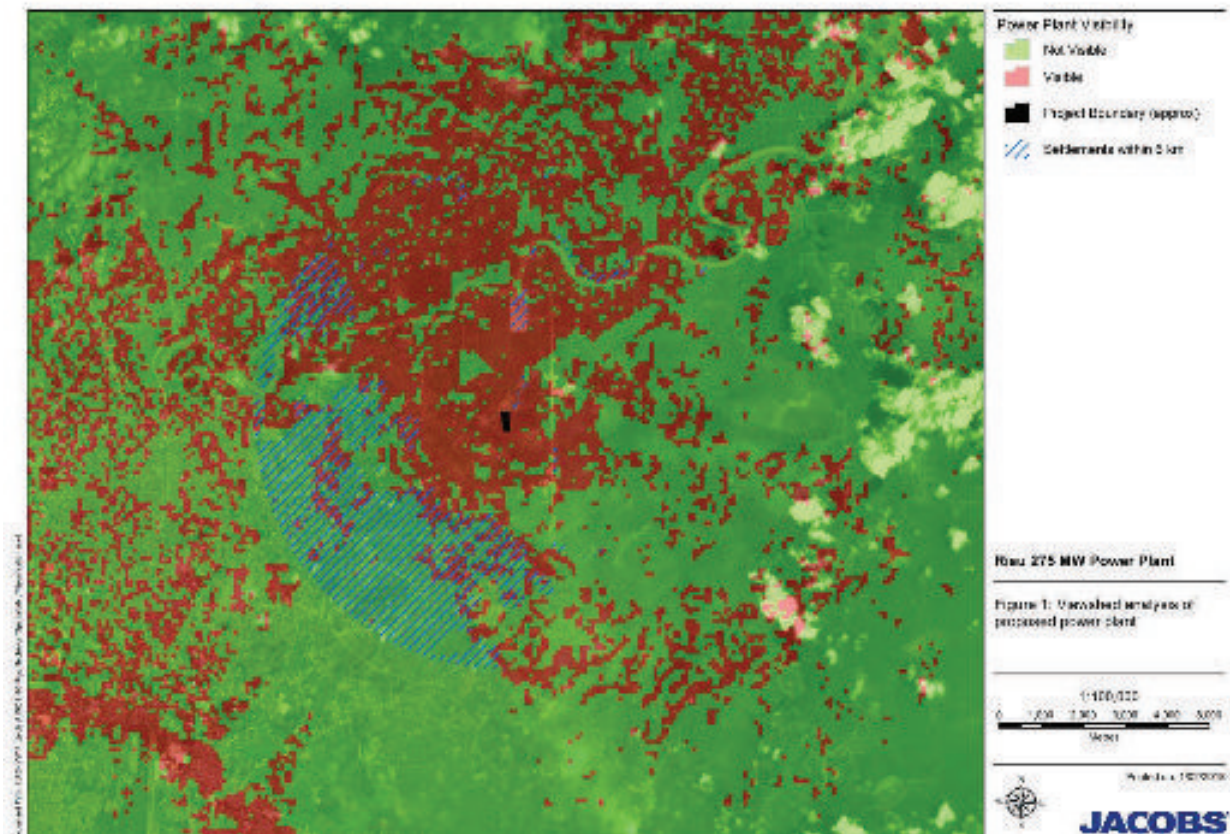 Power Plant Visibility
Not Visible
Visible
Project Boundary (approx)
Settlements within 5 km
Riau 275 MW Power Plant
Figure 1: Viewshed analysis of
proposed power plant
1:100,000
0 1,000 2,000 3,000 4,000 5,000
Meter
N
JACOBS